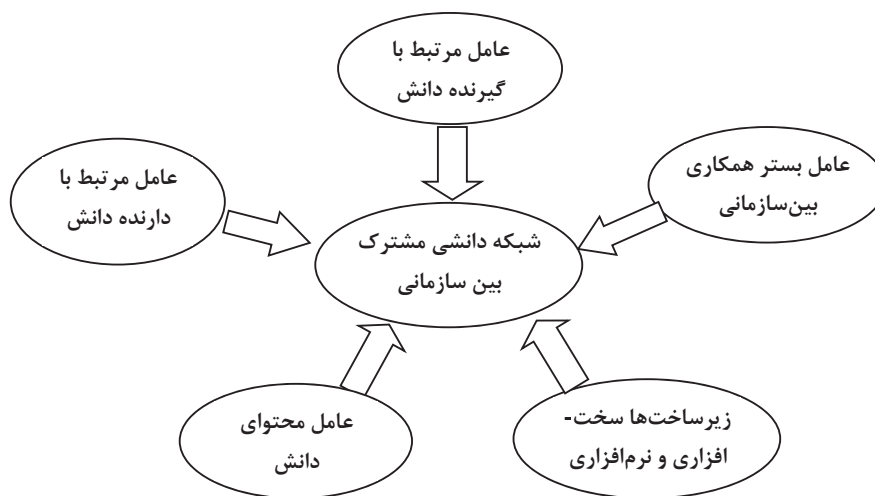 عامل مرتبط با
گیرنده دانش
عامل بستر همکاری
بین‌سازمانی
عامل مرتبط با
دارنده دانش
شبکه دانشی مشترک
بین سازمانی
زیرساخت‌ها سخت-
افزاری و نرم‌افزاری
عامل محتوای
دانش